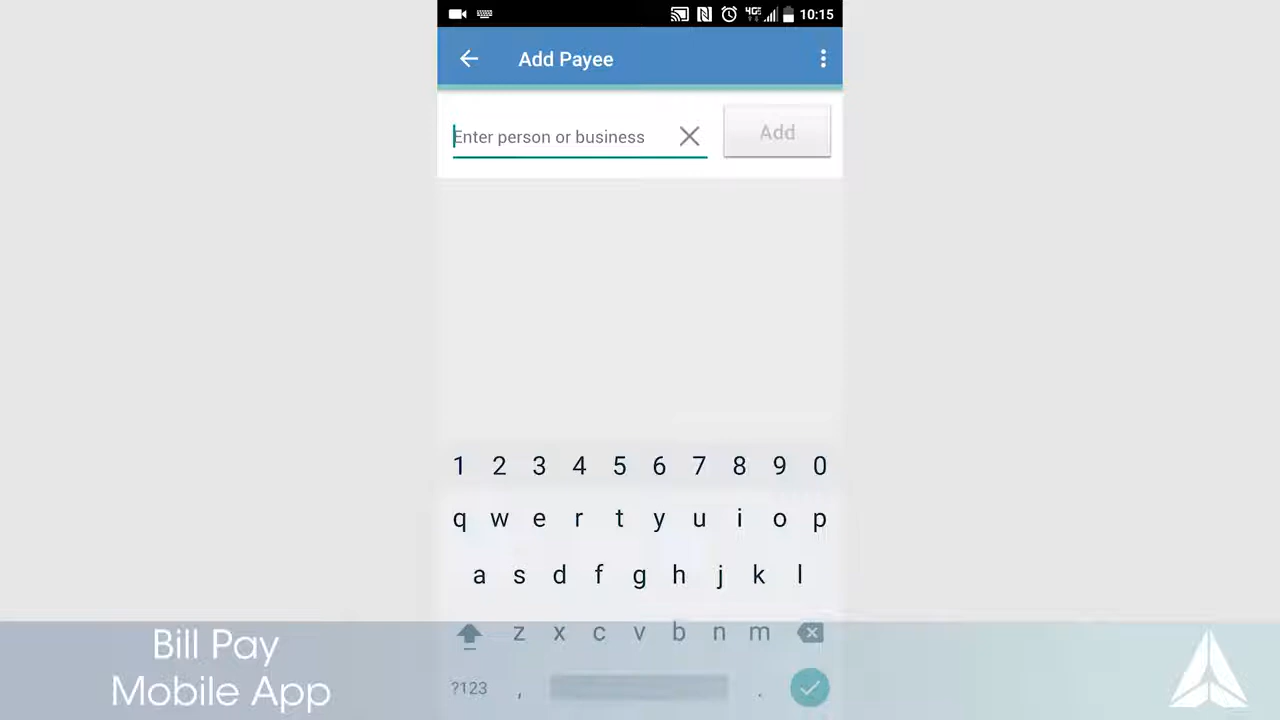 4G 10:15
Add Payee
Enter person or business
Add
1 2 3 4 5 6 7 8 9 0
q w e r t y u i o p
a s d f g h j k l
z x c v b n m
?123 , .
Bill Pay
Mobile App